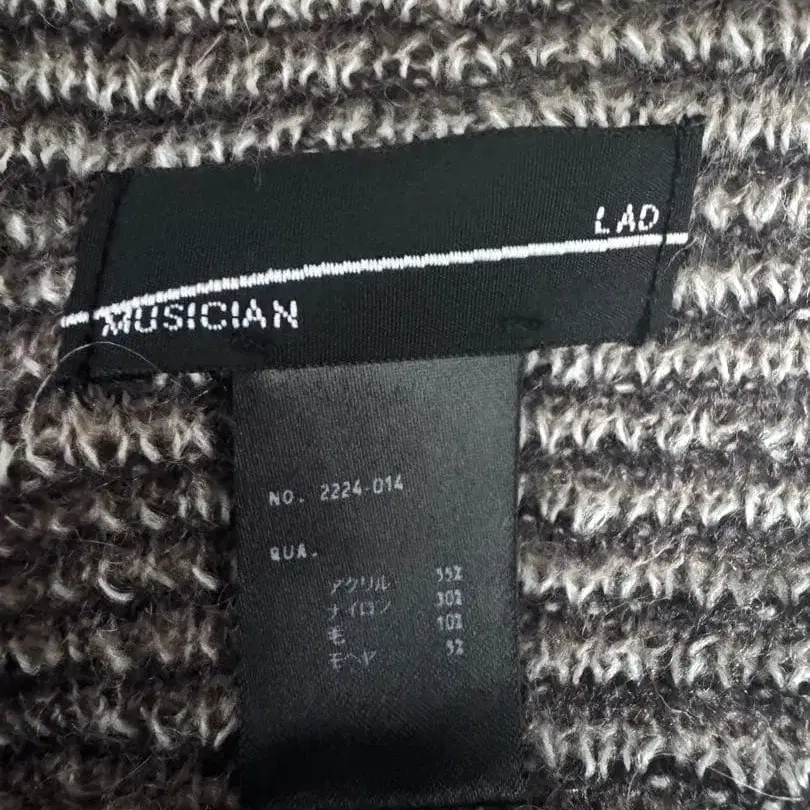 LAD
MUSICIAN
NO. 2224-014
QUA.
アクリル 55%
ナイロン 30%
毛 10%
モヘヤ 5%